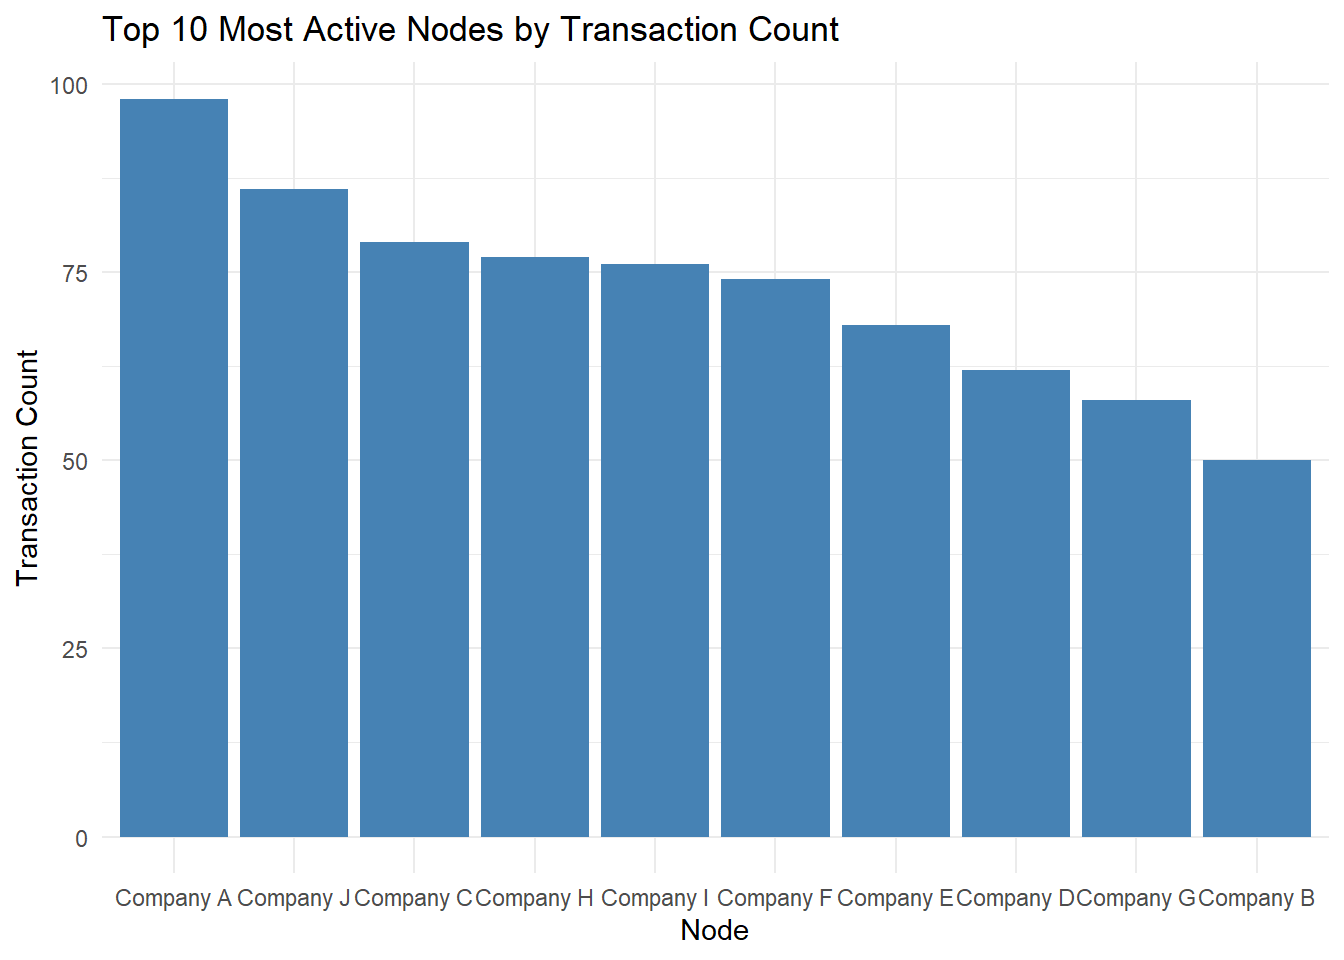 Top 10 Most Active Nodes by Transaction Count
Transaction Count
100
75
50
25
0
Company A Company J Company C Company H Company I Company F Company E Company D Company G Company B
Node